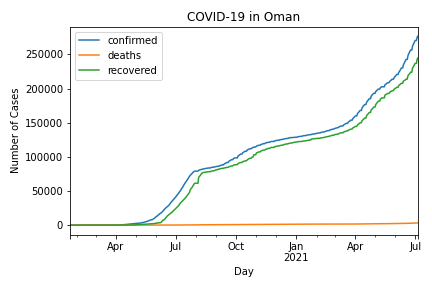 COVID-19 in Oman
confirmed
deaths
recovered
Number of Cases
250000
200000
150000
100000
50000
0
Apr
Jul
Oct
Jan
2021
Apr
Jul
Day